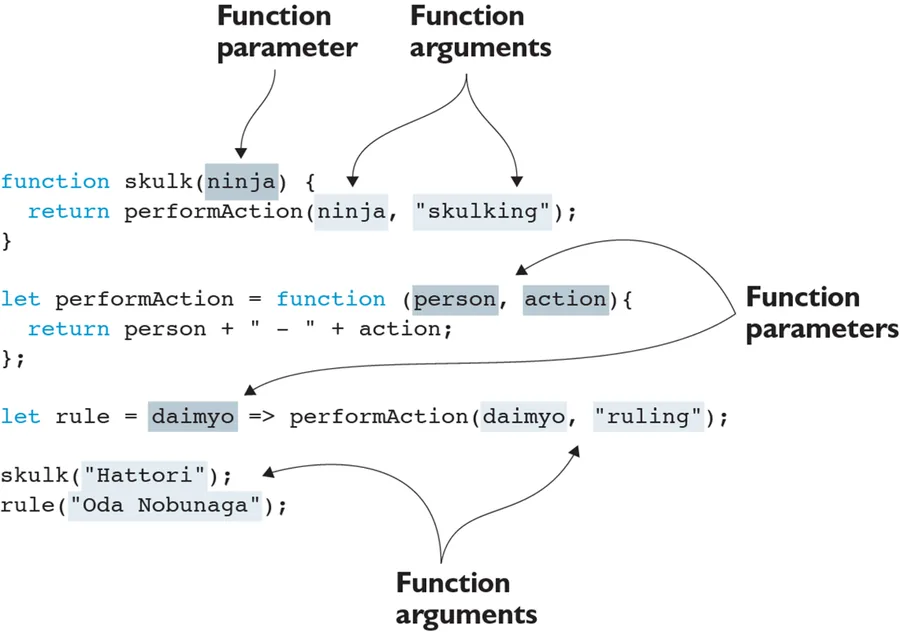 Function
parameter
Function
arguments
function skulk(ninja) {
  return performAction(ninja, "skulking");
}
let performAction = function (person, action){
  return person + " - " + action;
};
Function
parameters
let rule = daimyo => performAction(daimyo, "ruling");
skulk("Hattori");
rule("Oda Nobunaga");
Function
arguments